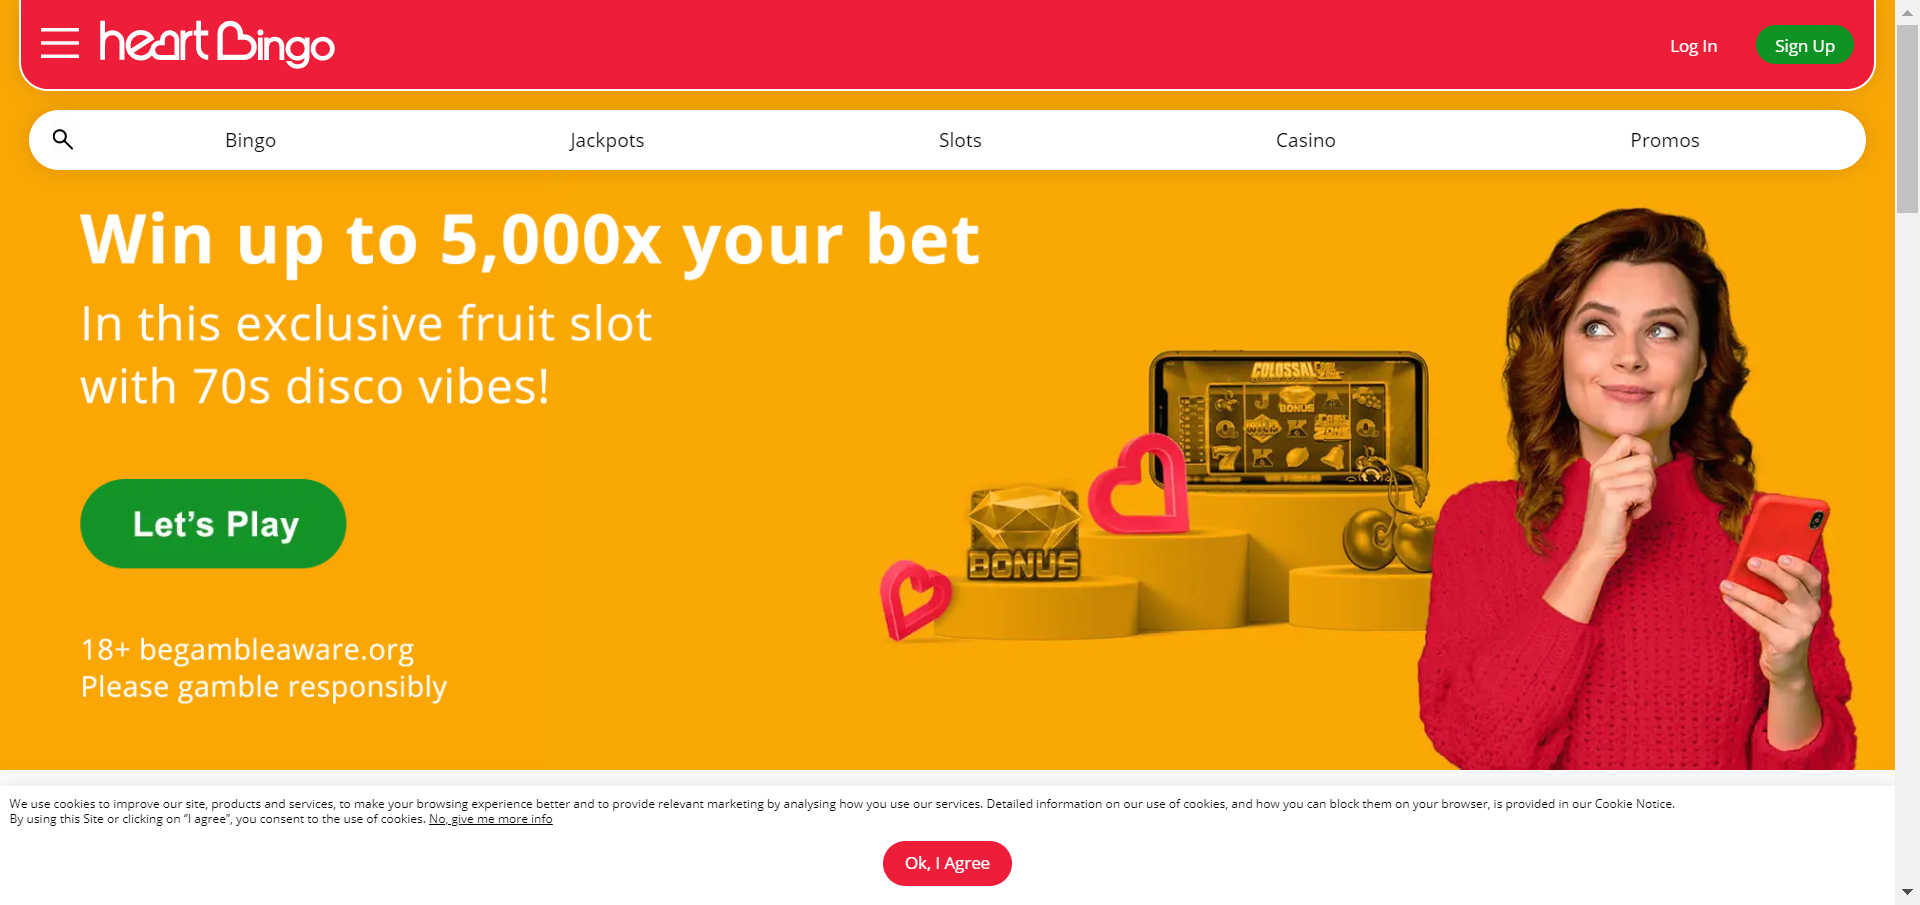 heart Bingo
Log In
Sign Up
Bingo
Jackpots
Slots
Casino
Promos
Win up to 5,000x your bet
In this exclusive fruit slot
with 70s disco vibes!
COLOSSAL CASH ZONE
BONUS
WILD
BONUS
Let's Play
18+ begambleaware.org
Please gamble responsibly
We use cookies to improve our site, products and services, to make your browsing experience better and to provide relevant marketing by analysing how you use our services. Detailed information on our use of cookies, and how you can block them on your browser, is provided in our Cookie Notice.
By using this Site or clicking on “I agree”, you consent to the use of cookies. No, give me more info
Ok, I Agree